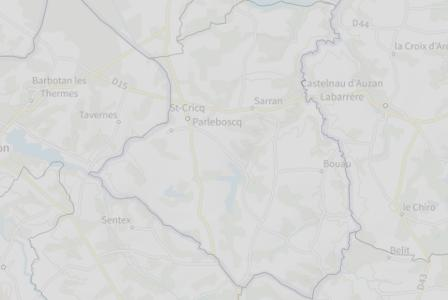 D44
la Croix d'Arc
Barbotan les
Thermes
D15
Castelnau d'Auzan
Labarrère
Sarran
St-Cricq
Tavernes
Parleboscq
Bouau
le Chiro
Sentex
Belit
D43